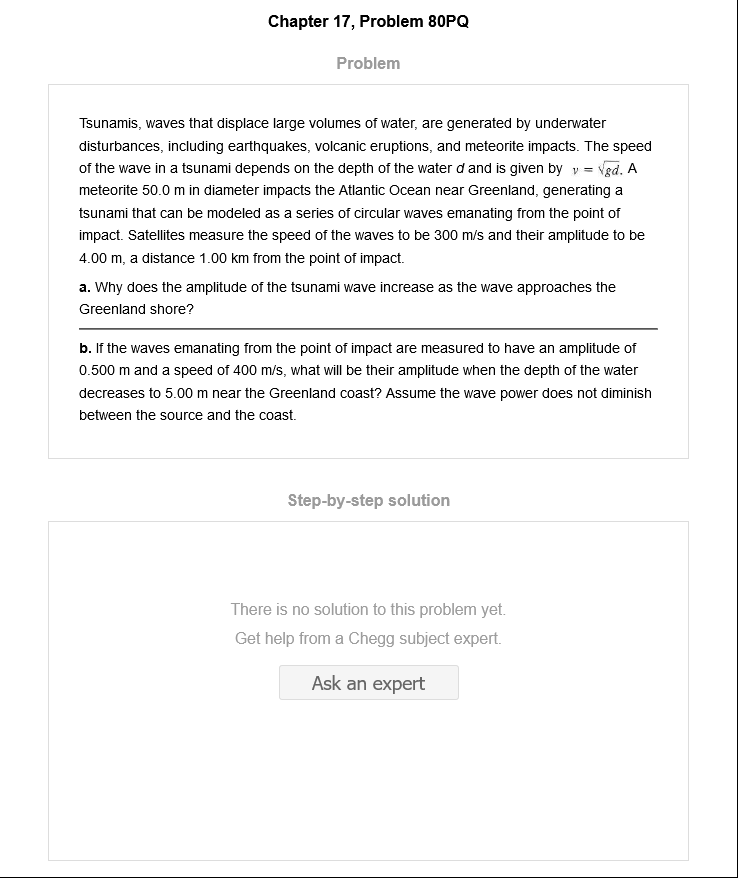 Chapter 17, Problem 80PQ
Problem
Tsunamis, waves that displace large volumes of water, are generated by underwater
disturbances, including earthquakes, volcanic eruptions, and meteorite impacts. The speed
of the wave in a tsunami depends on the depth of the water d and is given by v = √gd. A
meteorite 50.0 m in diameter impacts the Atlantic Ocean near Greenland, generating a
tsunami that can be modeled as a series of circular waves emanating from the point of
impact. Satellites measure the speed of the waves to be 300 m/s and their amplitude to be
4.00 m, a distance 1.00 km from the point of impact.
a. Why does the amplitude of the tsunami wave increase as the wave approaches the
Greenland shore?
b. If the waves emanating from the point of impact are measured to have an amplitude of
0.500 m and a speed of 400 m/s, what will be their amplitude when the depth of the water
decreases to 5.00 m near the Greenland coast? Assume the wave power does not diminish
between the source and the coast.
Step-by-step solution
There is no solution to this problem yet.
Get help from a Chegg subject expert.
Ask an expert